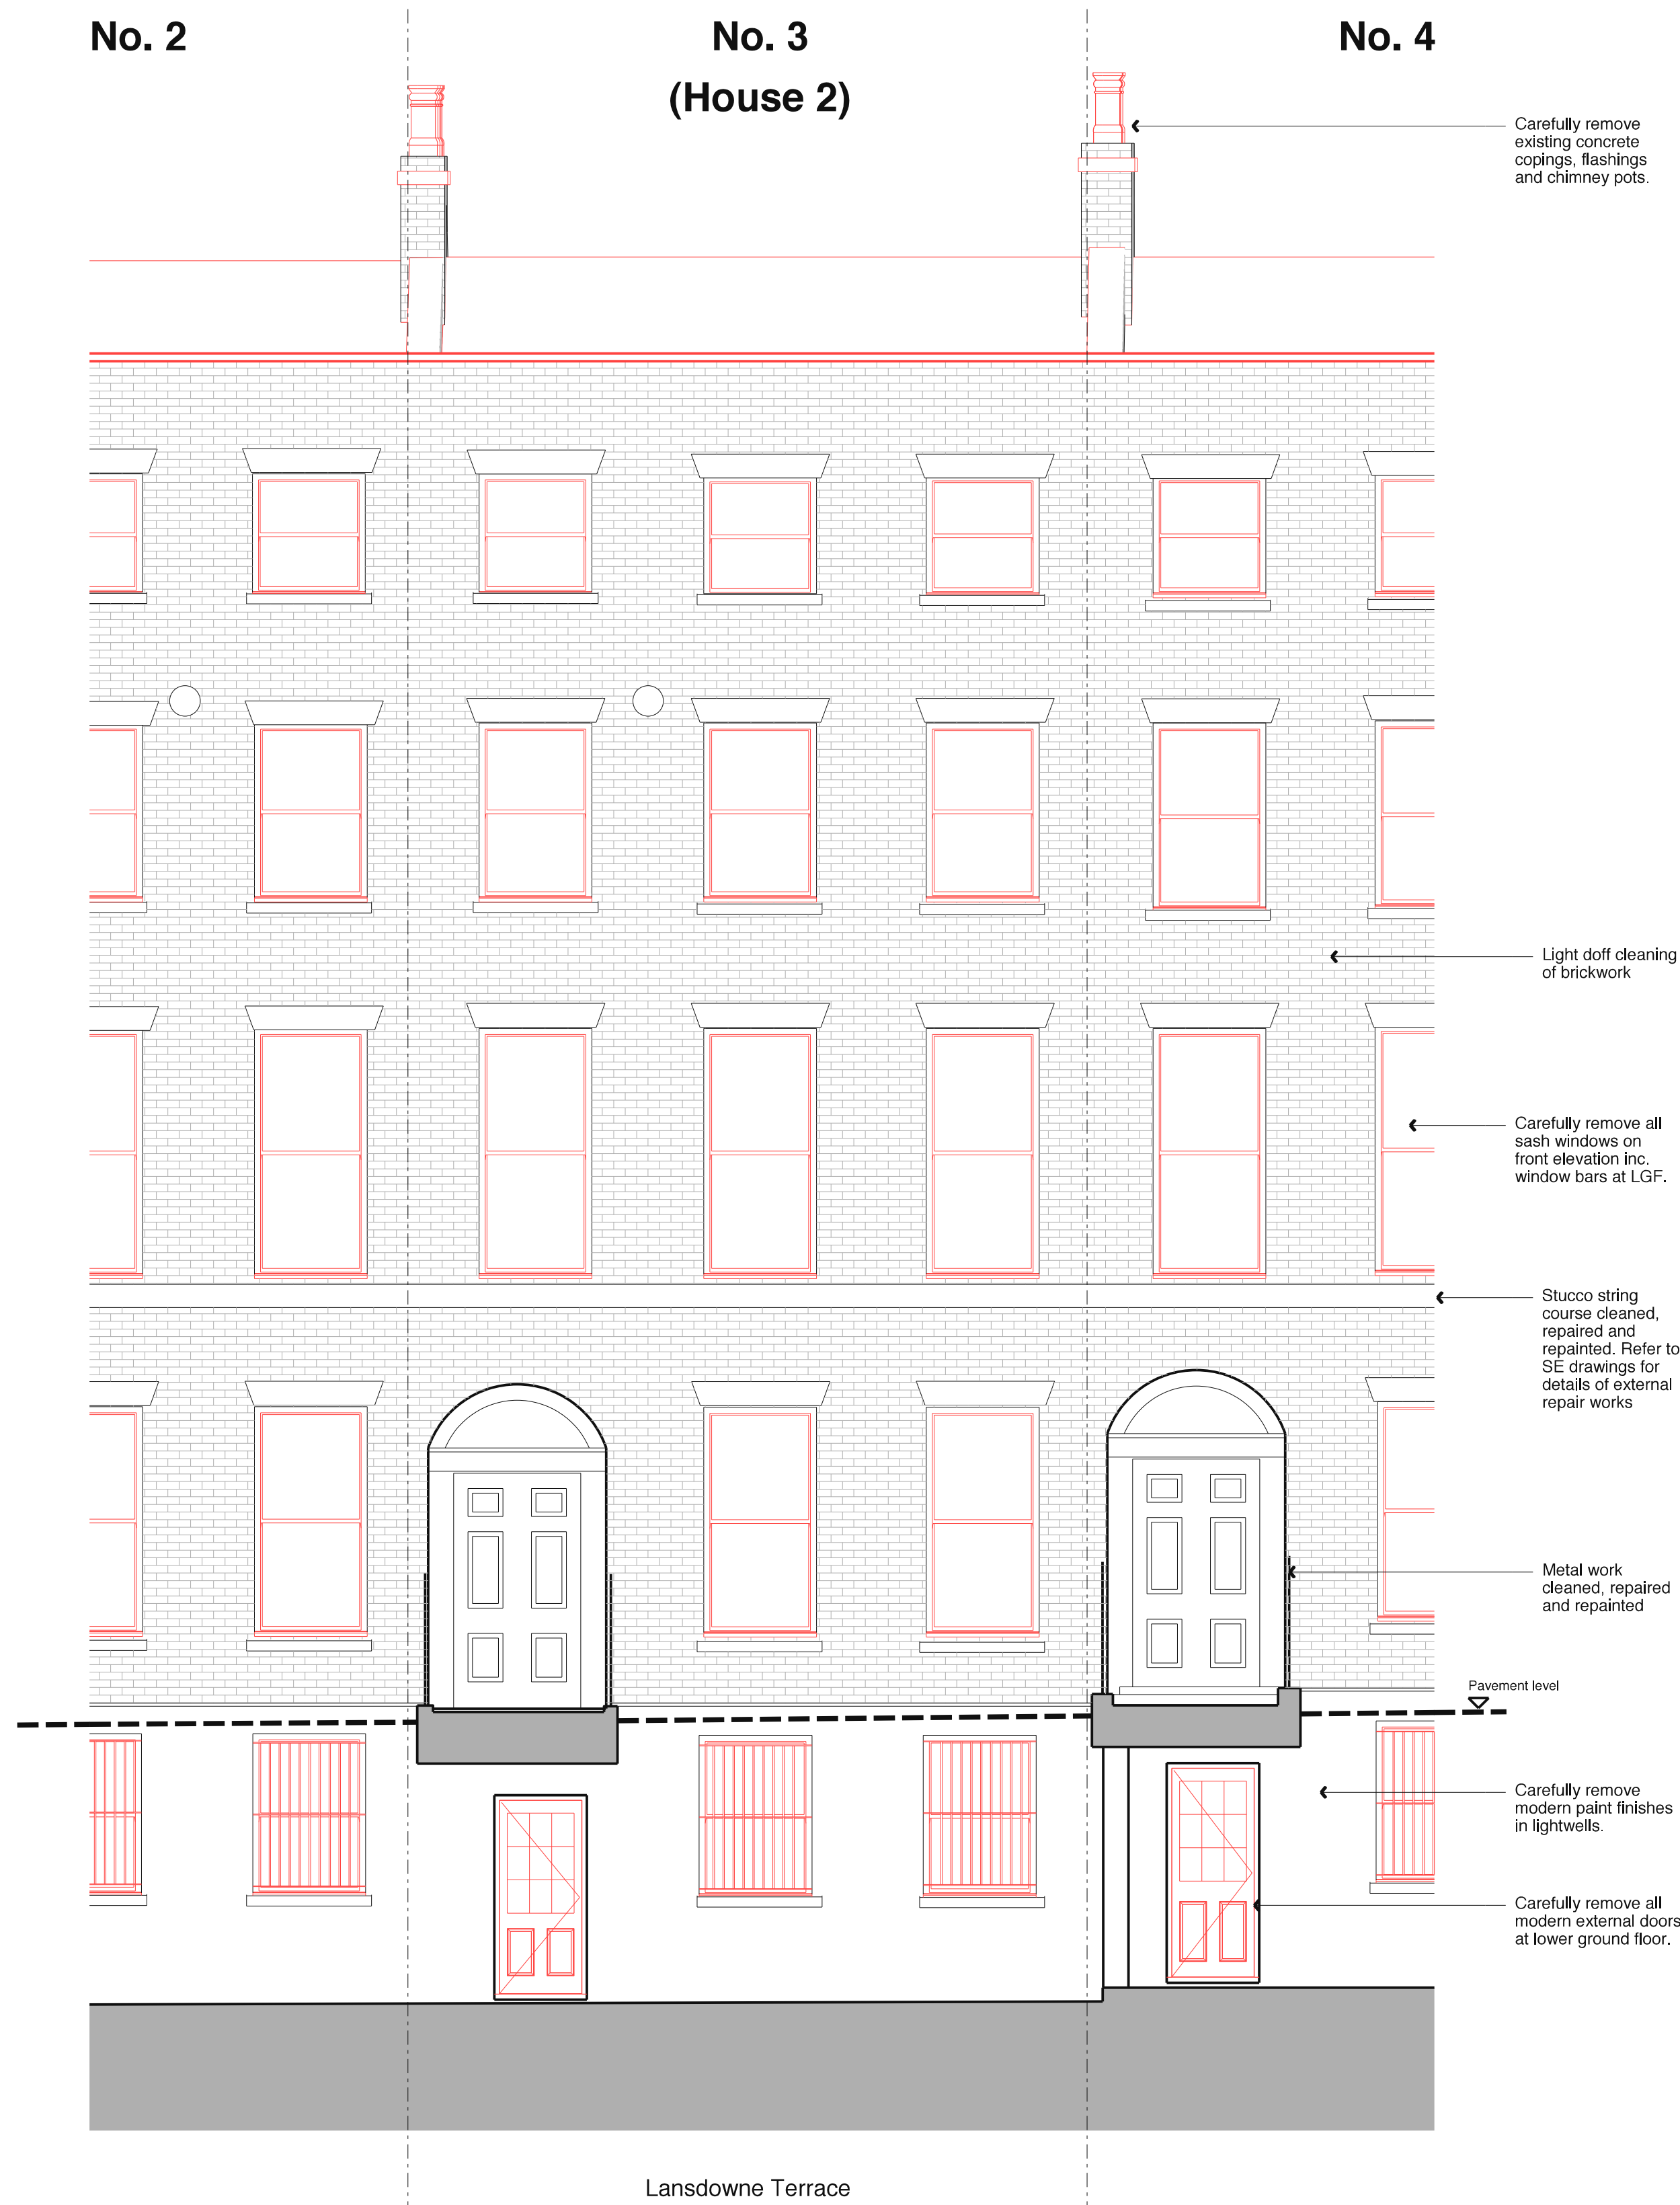 No. 2
No. 3
(House 2)
No. 4
Carefully remove
existing concrete
copings, flashings
and chimney pots.
Light doff cleaning
of brickwork
Carefully remove all
sash windows on
front elevation inc.
window bars at LGF.
Stucco string
course cleaned,
repaired and
repainted. Refer to
SE drawings for
details of external
repair works
Metal work
cleaned, repaired
and repainted
Pavement level
Carefully remove
modern paint finishes
in lightwells.
Carefully remove all
modern external doors
at lower ground floor.
Lansdowne Terrace